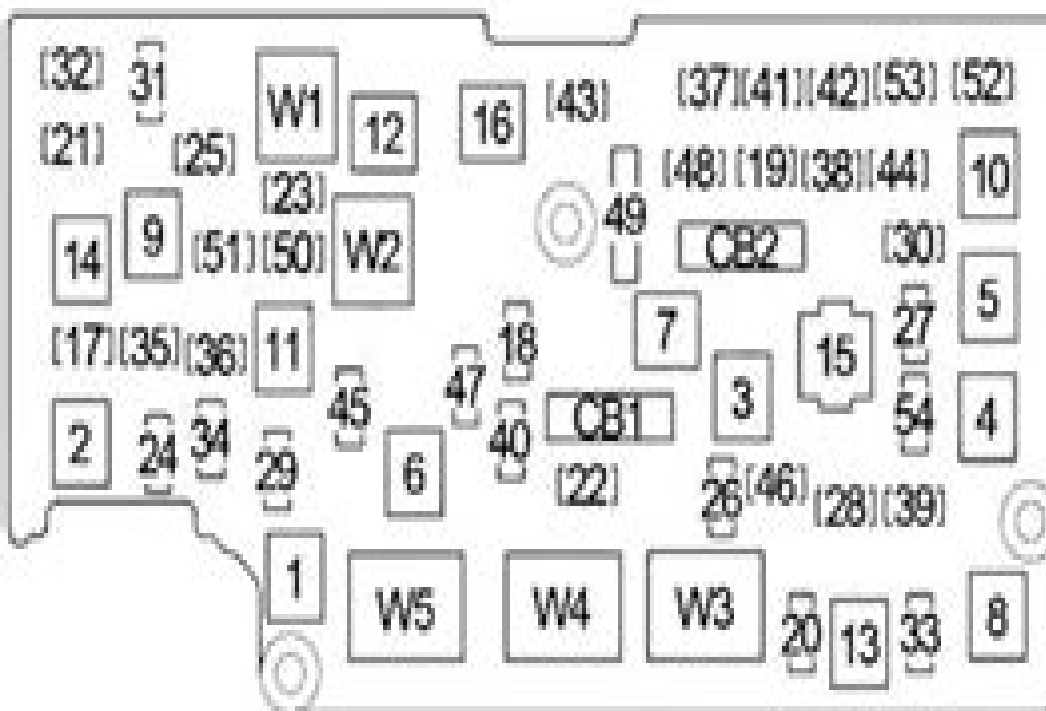 [32] 31 W1 12 16 [43] [37] [41] [42] [53] [52]
[21] [25] [23] 49 [48] [19] [38] [44] 10
14 9 [51] [50] W2 CB2 [30] 5
[17] [35] [36] 11 18 7 15 27
2 24 34 29 45 47 6 40 CB1 3 54 4
[22] 26 [46] [28] [39]
1 W5 W4 W3 20 13 33 8